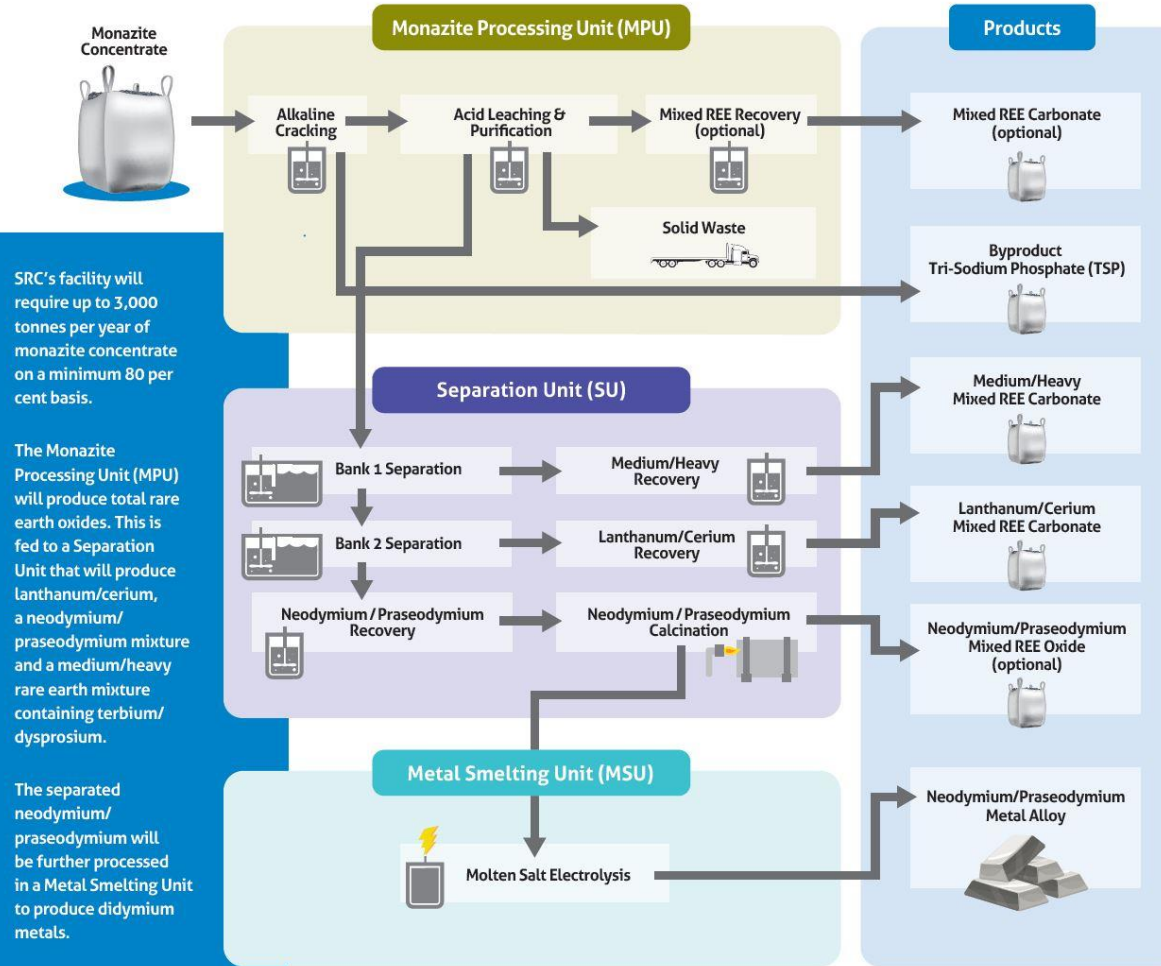 Monazite
Concentrate
Monazite Processing Unit (MPU)
Products
Alkaline
Cracking
Acid Leaching &
Purification
Mixed REE Recovery
(optional)
Mixed REE Carbonate
(optional)
Solid Waste
Byproduct
Tri-Sodium Phosphate (TSP)
SRC's facility will
require up to 3,000
tonnes per year of
monazite concentrate
on a minimum 80 per
cent basis.
The Monazite
Processing Unit (MPU)
will produce total rare
earth oxides. This is
fed to a Separation
Unit that will produce
lanthanum/cerium,
a neodymium/
praseodymium mixture
and a medium/heavy
rare earth mixture
containing terbium/
dysprosium.
The separated
neodymium/
praseodymium will
be further processed
in a Metal Smelting Unit
to produce didymium
metals.
Separation Unit (SU)
Bank 1 Separation
Medium/Heavy
Recovery
Medium/Heavy
Mixed REE Carbonate
Bank 2 Separation
Lanthanum/Cerium
Recovery
Lanthanum/Cerium
Mixed REE Carbonate
Neodymium/Praseodymium
Recovery
Neodymium/Praseodymium
Calcination
Neodymium/Praseodymium
Mixed REE Oxide
(optional)
Metal Smelting Unit (MSU)
Molten Salt Electrolysis
Neodymium/Praseodymium
Metal Alloy